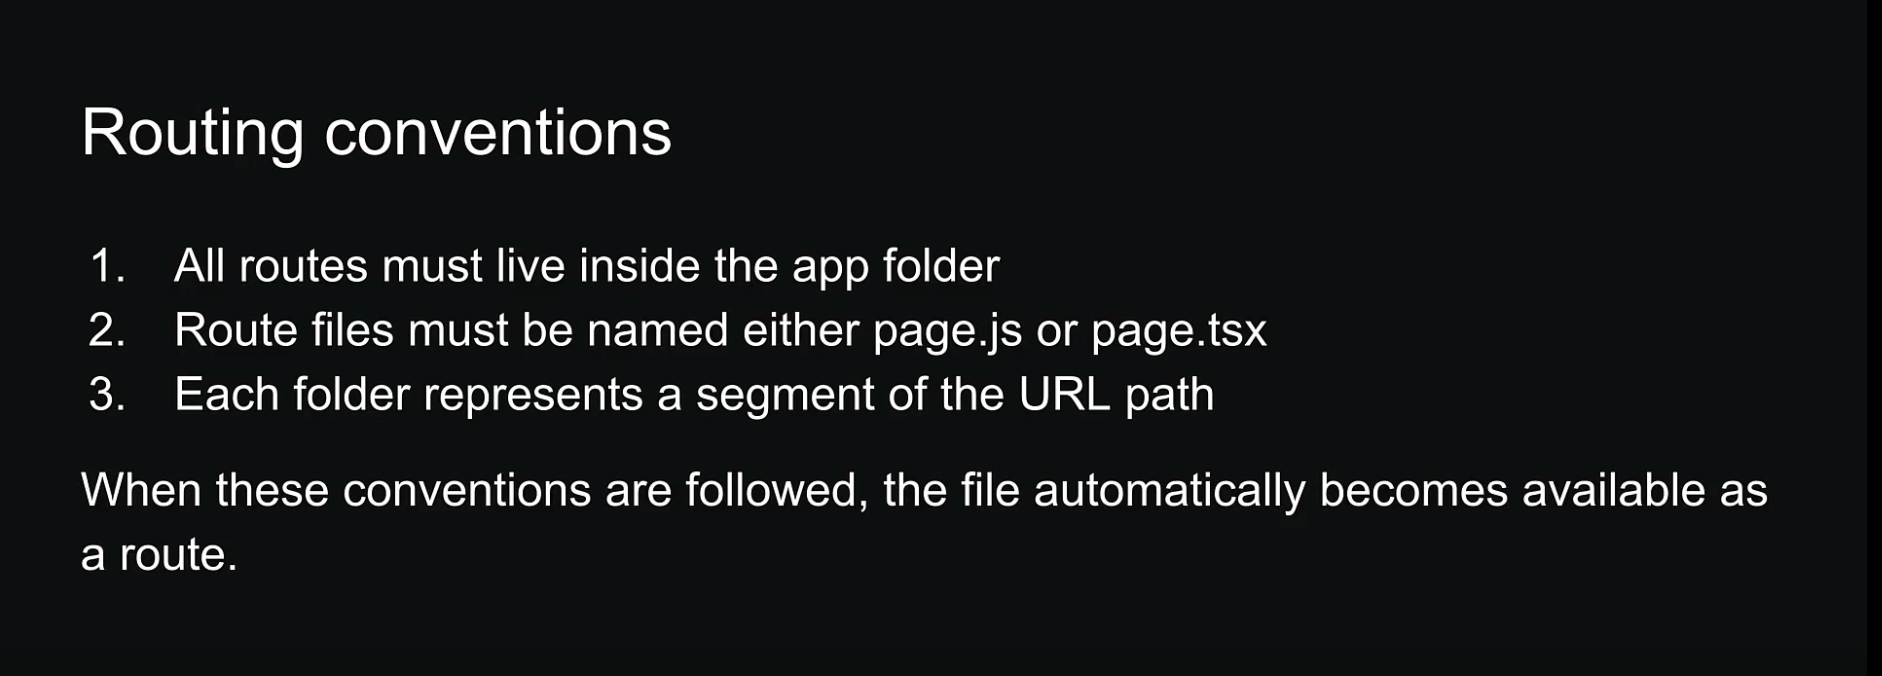 Routing conventions
1. All routes must live inside the app folder
2. Route files must be named either page.js or page.tsx
3. Each folder represents a segment of the URL path
When these conventions are followed, the file automatically becomes available as
a route.